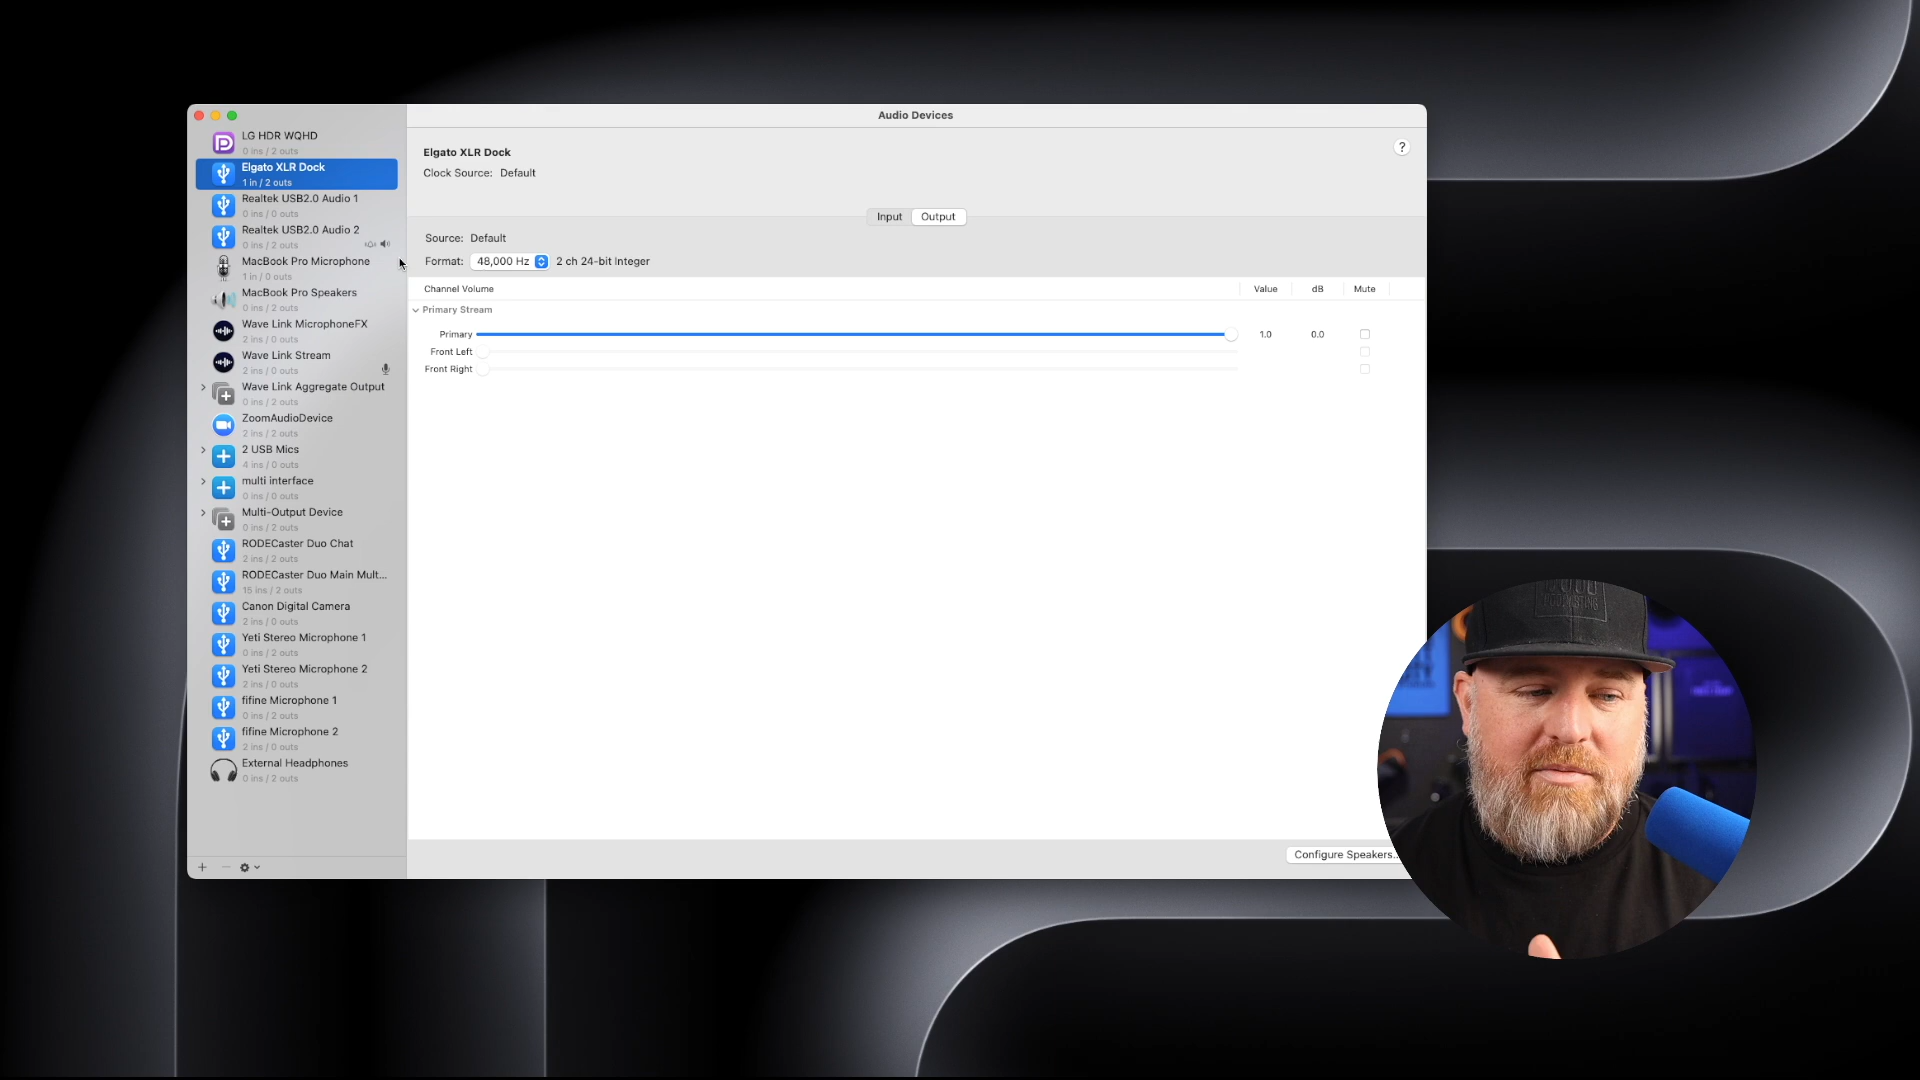 Audio Devices
LG HDR WQHD
0 ins / 2 outs
Elgato XLR Dock
1 in / 2 outs
Realtek USB2.0 Audio 1
0 ins / 0 outs
Realtek USB2.0 Audio 2
0 ins / 2 outs
MacBook Pro Microphone
1 in / 0 outs
MacBook Pro Speakers
0 ins / 2 outs
Wave Link MicrophoneFX
2 ins / 0 outs
Wave Link Stream
2 ins / 0 outs
Wave Link Aggregate Output
0 ins / 2 outs
ZoomAudioDevice
2 ins / 2 outs
2 USB Mics
4 ins / 0 outs
multi interface
0 ins / 0 outs
Multi-Output Device
0 ins / 2 outs
RODECaster Duo Chat
2 ins / 2 outs
RODECaster Duo Main Mult...
15 ins / 2 outs
Canon Digital Camera
2 ins / 0 outs
Yeti Stereo Microphone 1
0 ins / 2 outs
Yeti Stereo Microphone 2
2 ins / 0 outs
fifine Microphone 1
0 ins / 2 outs
fifine Microphone 2
2 ins / 0 outs
External Headphones
0 ins / 2 outs
Elgato XLR Dock
?
Clock Source: Default
Input Output
Source: Default
Format: 48,000 Hz 2 ch 24-bit Integer
Channel Volume Value dB Mute
Primary Stream
Primary 1.0 0.0
Front Left
Front Right
Configure Speakers...